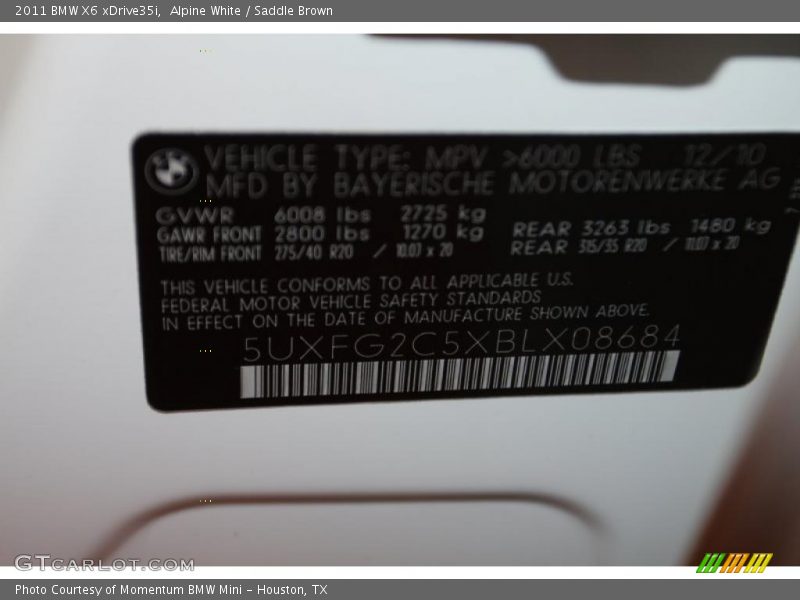 2011 BMW X6 xDrive35i, Alpine White / Saddle Brown
VEHICLE TYPE: MPV >6000 LBS 12/10
MFD BY BAYERISCHE MOTORENWERKE AG
GVWR 6008 lbs 2725 kg
GAWR FRONT 2800 lbs 1270 kg REAR 3263 lbs 1480 kg
TIRE/RIM FRONT 275/40 R20 / 10.0J x 20 REAR 315/35 R20 / 11.0J x 20
THIS VEHICLE CONFORMS TO ALL APPLICABLE U.S.
FEDERAL MOTOR VEHICLE SAFETY STANDARDS
IN EFFECT ON THE DATE OF MANUFACTURE SHOWN ABOVE.
5UXFG2C5XBLX08684
GTCARLOT.COM
Photo Courtesy of Momentum BMW Mini - Houston, TX